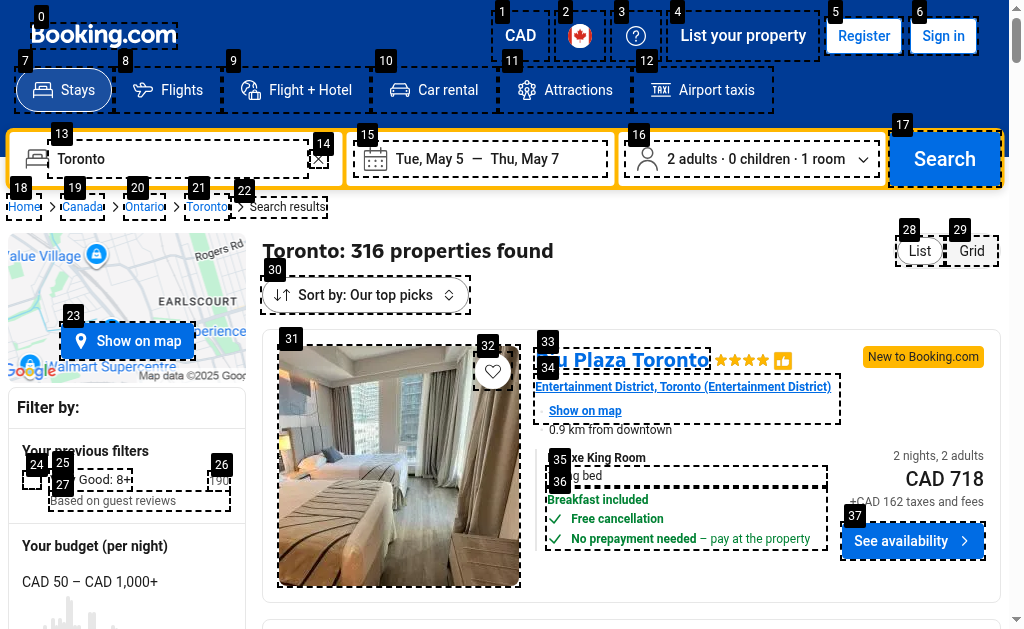 Booking.com
CAD
List your property
Register
Sign in
Stays
Flights
Flight + Hotel
Car rental
Attractions
TAXI
Airport taxis
Toronto
Tue, May 5 — Thu, May 7
2 adults · 0 children · 1 room
Search
Home
Canada
Ontario
Toronto
Search results
0
1
2
3
4
5
6
7
8
9
10
11
12
13
14
15
16
17
18
19
20
21
22
23
24
25
26
27
28
29
30
31
32
33
34
35
36
37
Value Village
Rogers Rd
EARLSCOURT
Show on map
Walmart Supercentre
Google
Map data ©2025
Filter by:
Your previous filters
Good: 8+
190
Based on guest reviews
Your budget (per night)
CAD 50 – CAD 1,000+
Toronto: 316 properties found
List
Grid
Sort by: Our top picks
Plaza Toronto
New to Booking.com
Entertainment District, Toronto (Entertainment District)
Show on map
0.9 km from downtown
King Room
bed
Breakfast included
Free cancellation
No prepayment needed – pay at the property
2 nights, 2 adults
CAD 718
+CAD 162 taxes and fees
See availability